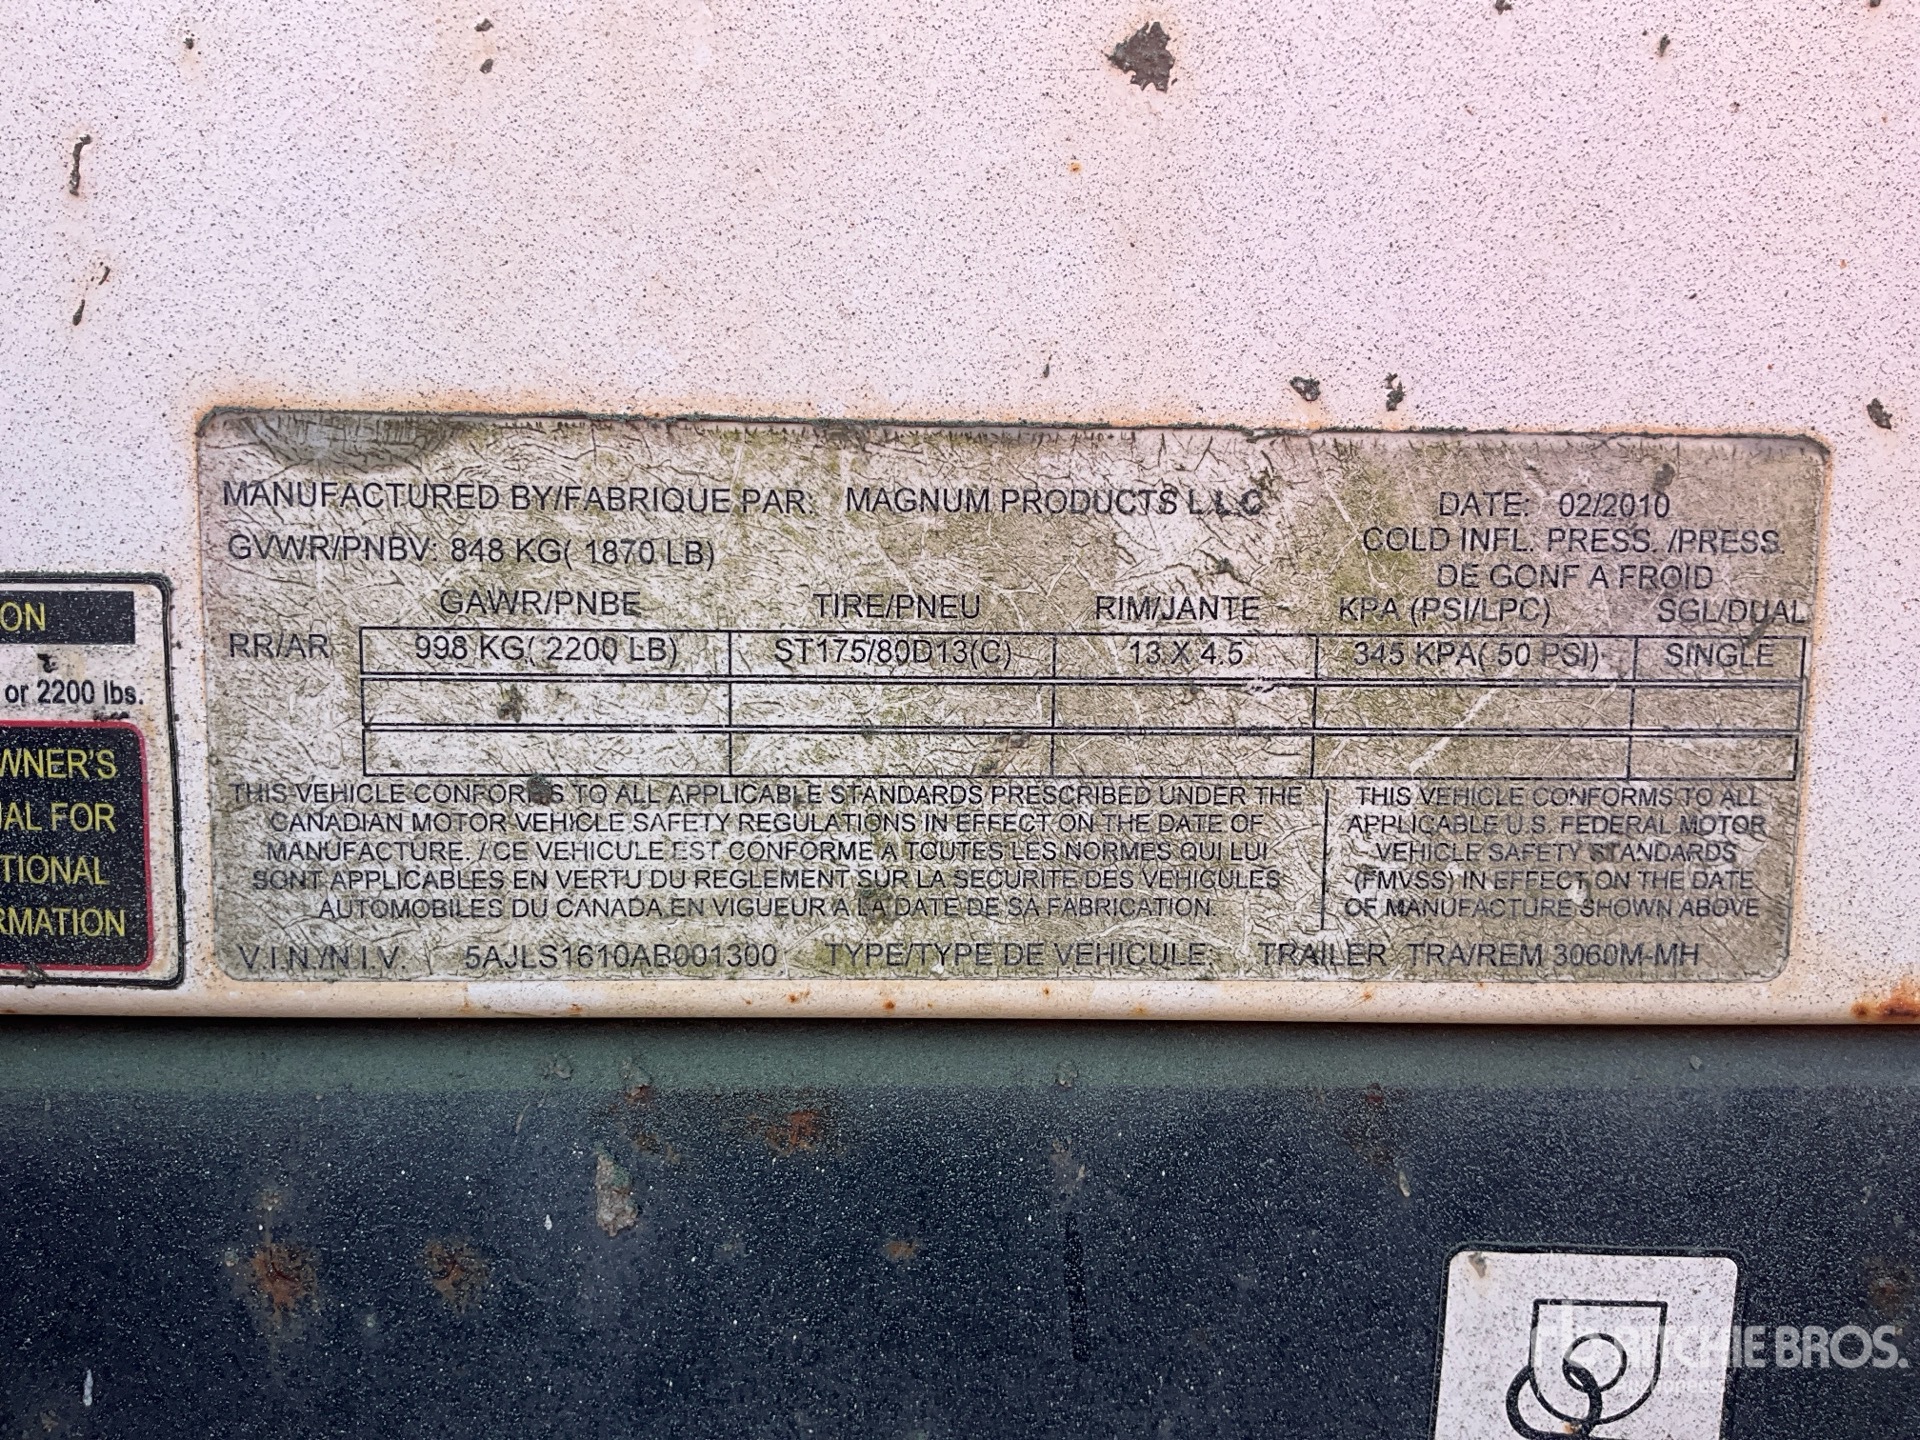 MANUFACTURED BY/FABRIQUE PAR: MAGNUM PRODUCTS L.L.C
DATE: 02/2010
GVWR/PNBV: 848 KG( 1870 LB)
COLD INFL. PRESS. /PRESS.
DE GONF A FROID
GAWR/PNBE TIRE/PNEU RIM/JANTE KPA (PSI/LPC) SGL/DUAL
RR/AR 998 KG( 2200 LB) ST175/80D13(C) 13 X 4.5 345 KPA( 50 PSI) SINGLE
THIS VEHICLE CONFORMS TO ALL APPLICABLE STANDARDS PRESCRIBED UNDER THE
CANADIAN MOTOR VEHICLE SAFETY REGULATIONS IN EFFECT ON THE DATE OF
MANUFACTURE. / CE VEHICULE EST CONFORME A TOUTES LES NORMES QUI LUI
SONT APPLICABLES EN VERTU DU REGLEMENT SUR LA SECURITE DES VEHICULES
AUTOMOBILES DU CANADA EN VIGUEUR A LA DATE DE SA FABRICATION.
THIS VEHICLE CONFORMS TO ALL
APPLICABLE U.S. FEDERAL MOTOR
VEHICLE SAFETY STANDARDS
(FMVSS) IN EFFECT ON THE DATE
OF MANUFACTURE SHOWN ABOVE
V.I.N./N.I.V. 5AJLS1610AB001300 TYPE/TYPE DE VEHICULE: TRAILER TRA/REM 3060M-MH
ON
or 2200 lbs.
WNER'S
UAL FOR
TIONAL
RMATION
rb RITCHIE BROS.